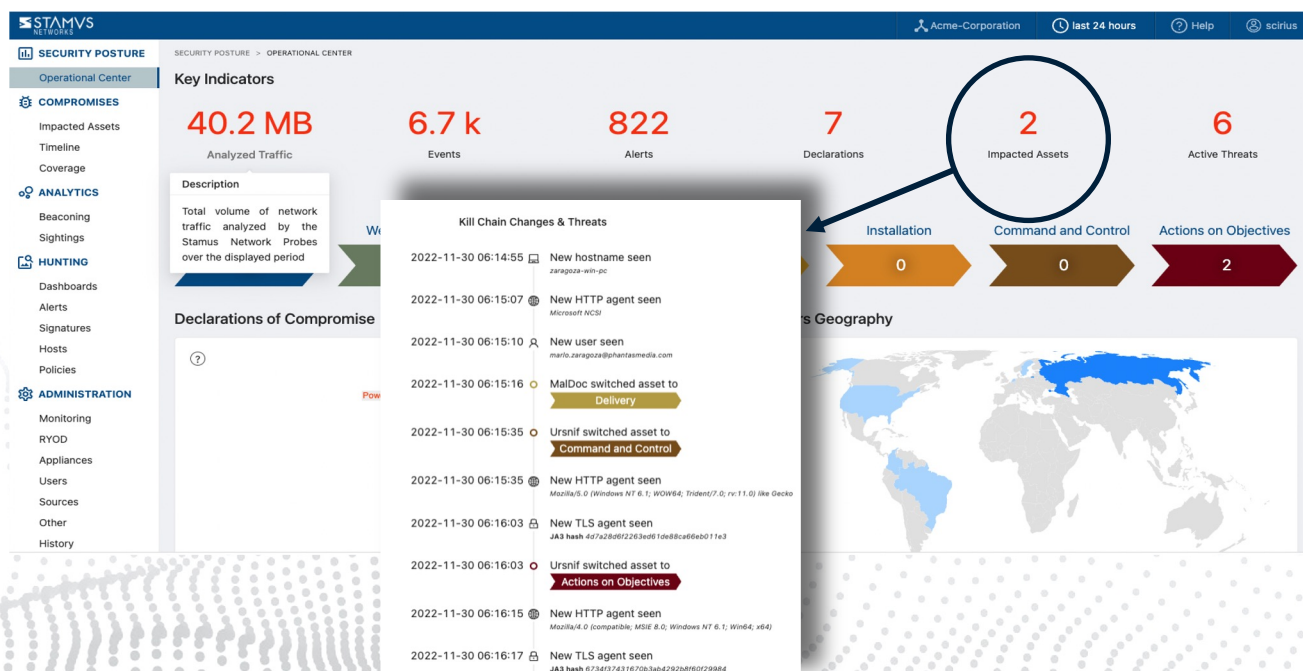 STAMVS
NETWORKS
Acme-Corporation
last 24 hours
Help
scirius
SECURITY POSTURE
Operational Center
COMPROMISES
Impacted Assets
Timeline
Coverage
ANALYTICS
Beaconing
Sightings
HUNTING
Dashboards
Alerts
Signatures
Hosts
Policies
ADMINISTRATION
Monitoring
RYOD
Appliances
Users
Sources
Other
History
SECURITY POSTURE > OPERATIONAL CENTER
Key Indicators
40.2 MB
Analyzed Traffic
6.7 k
Events
822
Alerts
7
Declarations
2
Impacted Assets
6
Active Threats
Description
Total volume of network
traffic analyzed by the
Stamus Network Probes
over the displayed period
Installation
0
Command and Control
0
Actions on Objectives
2
Declarations of Compromise
Geography
Kill Chain Changes & Threats
2022-11-30 06:14:55 New hostname seen
zaragoza-win-pc
2022-11-30 06:15:07 New HTTP agent seen
Microsoft NCSI
2022-11-30 06:15:10 New user seen
marlo.zaragoza@phantasmedia.com
2022-11-30 06:15:16 MalDoc switched asset to
Delivery
2022-11-30 06:15:35 Ursnif switched asset to
Command and Control
2022-11-30 06:15:35 New HTTP agent seen
Mozilla/5.0 (Windows NT 6.1; WOW64; Trident/7.0; rv:11.0) like Gecko
2022-11-30 06:16:03 New TLS agent seen
JA3 hash 4d7a28d6f2263ed61de88ca66eb011e3
2022-11-30 06:16:03 Ursnif switched asset to
Actions on Objectives
2022-11-30 06:16:15 New HTTP agent seen
Mozilla/4.0 (compatible; MSIE 8.0; Windows NT 6.1; Win64; x64)
2022-11-30 06:16:17 New TLS agent seen
JA3 hash 6734f37431670b3ab4292b8f60f29984